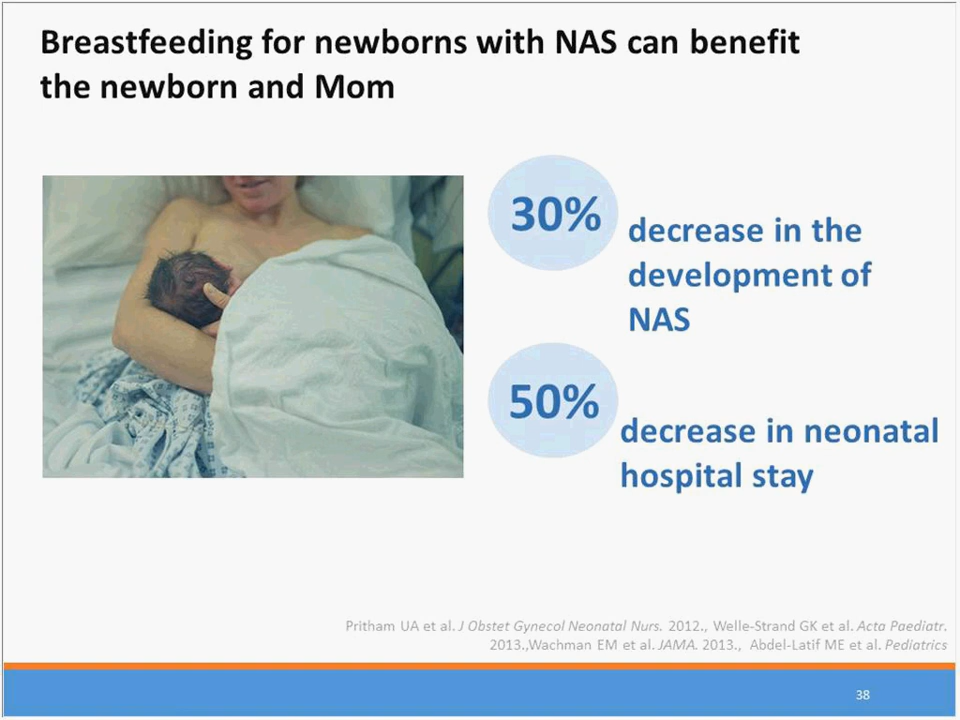 Breastfeeding for newborns with NAS can benefit
the newborn and Mom
30%
decrease in the
development of
NAS
50%
decrease in neonatal
hospital stay
Pritham UA et al. J Obstet Gynecol Neonatal Nurs. 2012., Welle-Strand GK et al. Acta Paediatr.
2013.,Wachman EM et al. JAMA. 2013., Abdel-Latif ME et al. Pediatrics
38